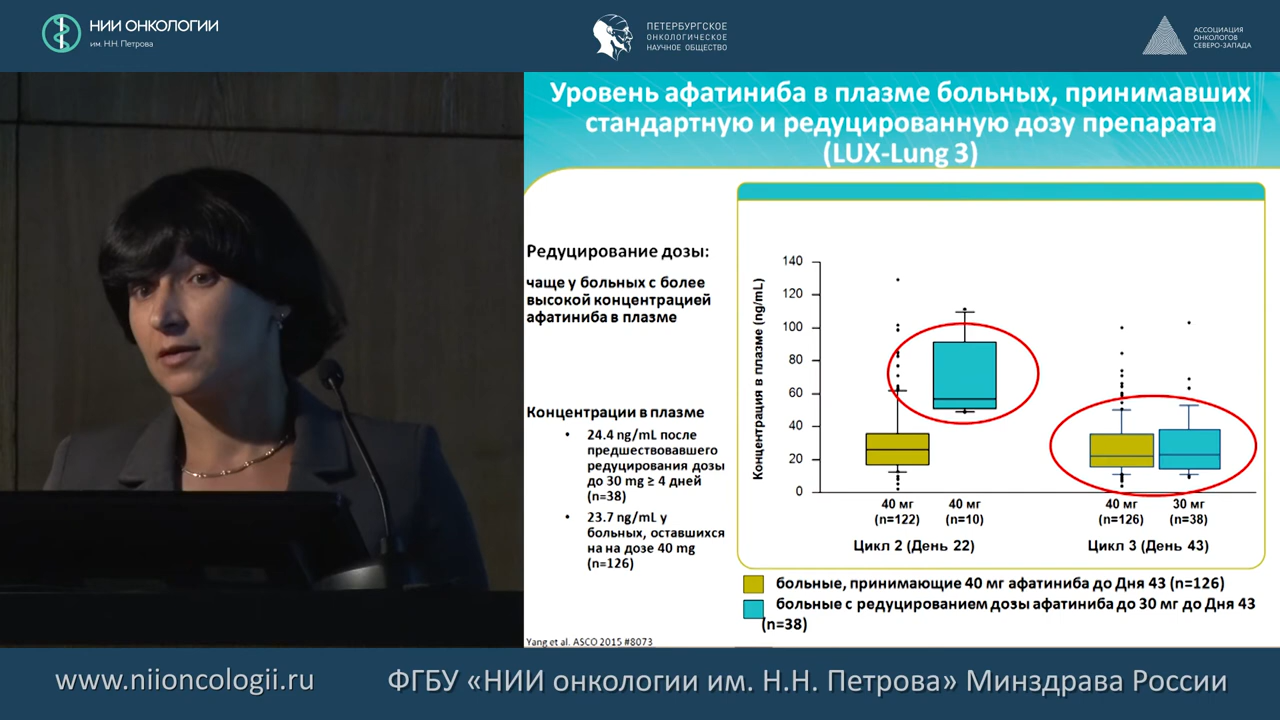 НИИ ОНКОЛОГИИ
им. Н.Н. Петрова
ПЕТЕРБУРГСКОЕ
ОНКОЛОГИЧЕСКОЕ
НАУЧНОЕ ОБЩЕСТВО
АССОЦИАЦИЯ
ОНКОЛОГОВ
СЕВЕРО-ЗАПАДА
Уровень афатиниба в плазме больных, принимавших
стандартную и редуцированную дозу препарата
(LUX-Lung 3)
Редуцирование дозы:
чаще у больных с более
высокой концентрацией
афатиниба в плазме
Концентрации в плазме
• 24.4 ng/mL после
предшествовавшего
редуцирования дозы
до 30 mg ≥ 4 дней
(n=38)
• 23.7 ng/mL у
больных, оставшихся
на на дозе 40 mg
(n=126)
Yang et al. ASCO 2015 #8073
Концентрация в плазме (ng/mL)
140
120
100
80
60
40
20
0
40 мг
(n=122)
40 мг
(n=10)
40 мг
(n=126)
30 мг
(n=38)
Цикл 2 (День 22)
Цикл 3 (День 43)
больные, принимающие 40 мг афатиниба до Дня 43 (n=126)
больные с редуцированием дозы афатиниба до 30 мг до Дня 43
(n=38)
www.niioncologii.ru
ФГБУ «НИИ онкологии им. Н.Н. Петрова» Минздрава России